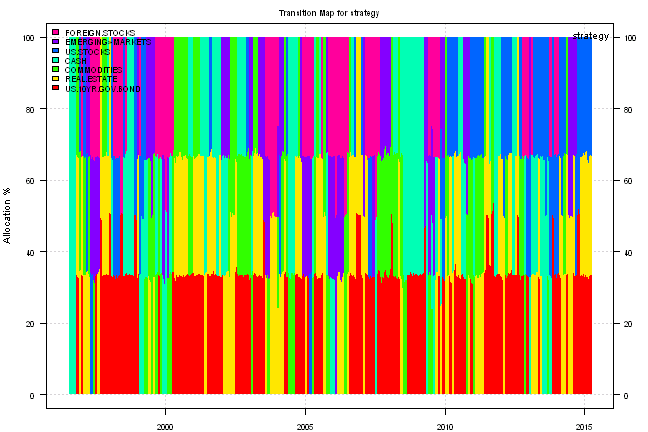 Transition Map for strategy
strategy
FOREIGN.STOCKS
EMERGING>MARKETS
US.STOCKS
CASH
COMMODITIES
REAL.ESTATE
US.10YR.GOV.BOND
Allocation %
100
80
60
40
20
0
100
80
60
40
20
0
2000 2005 2010 2015